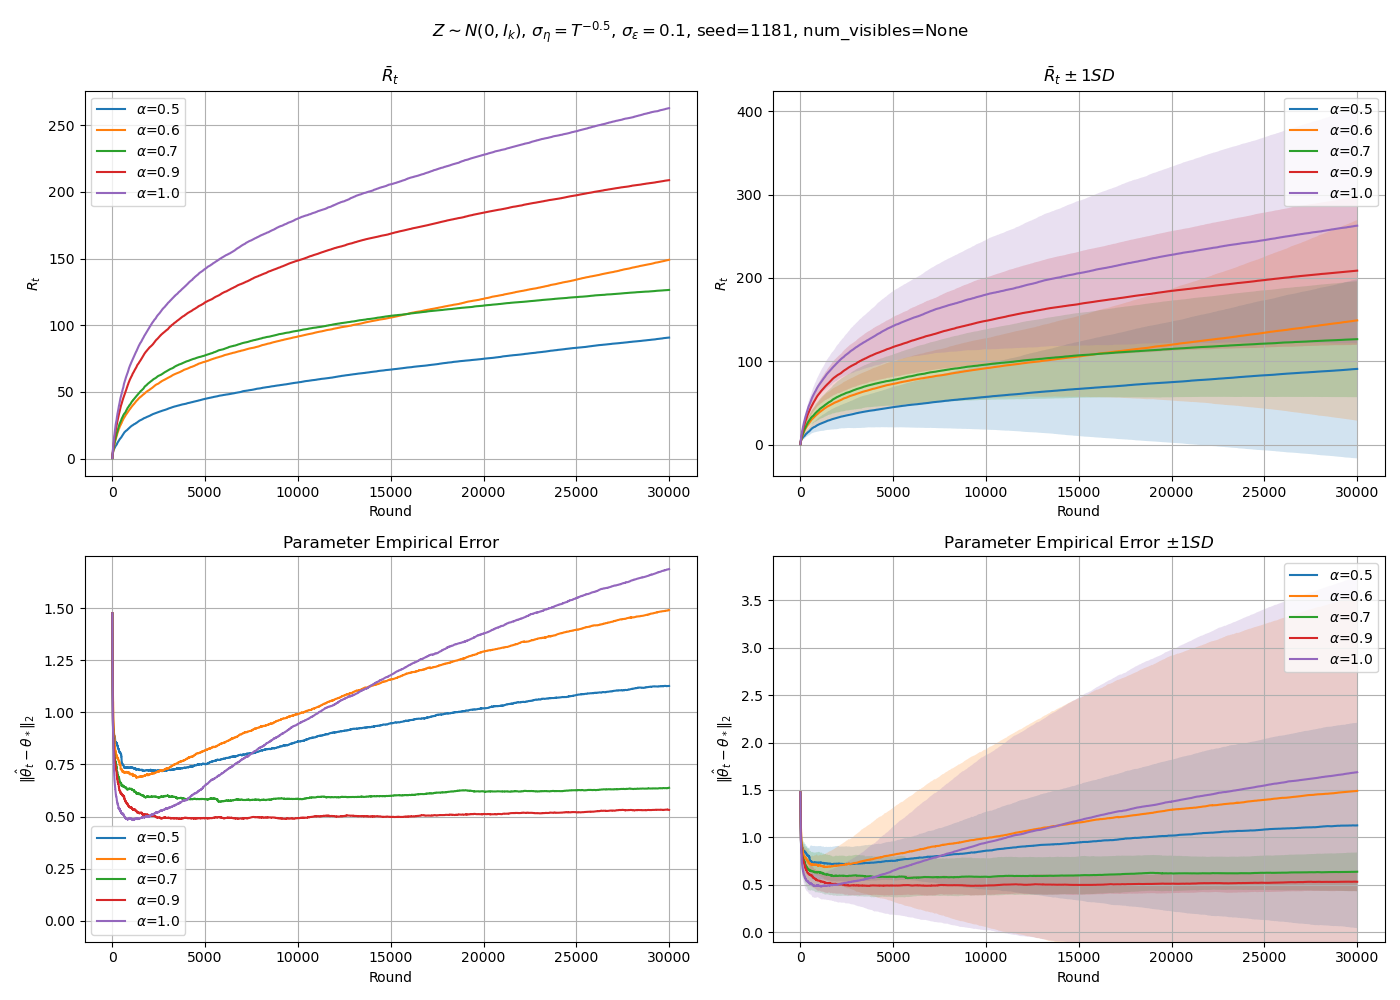 Z ∼ N(0, I_k), σ_η = T^{−0.5}, σ_ε = 0.1, seed=1181, num_visibles=None
R̄_t
R_t
250
200
150
100
50
0
α=0.5
α=0.6
α=0.7
α=0.9
α=1.0
0 5000 10000 15000 20000 25000 30000
Round
R̄_t ± 1SD
R_t
400
300
200
100
0
α=0.5
α=0.6
α=0.7
α=0.9
α=1.0
0 5000 10000 15000 20000 25000 30000
Round
Parameter Empirical Error
‖θ̂_t − θ_*‖_2
1.50
1.25
1.00
0.75
0.50
0.25
0.00
α=0.5
α=0.6
α=0.7
α=0.9
α=1.0
0 5000 10000 15000 20000 25000 30000
Round
Parameter Empirical Error ±1SD
‖θ̂_t − θ_*‖_2
3.5
3.0
2.5
2.0
1.5
1.0
0.5
0.0
α=0.5
α=0.6
α=0.7
α=0.9
α=1.0
0 5000 10000 15000 20000 25000 30000
Round